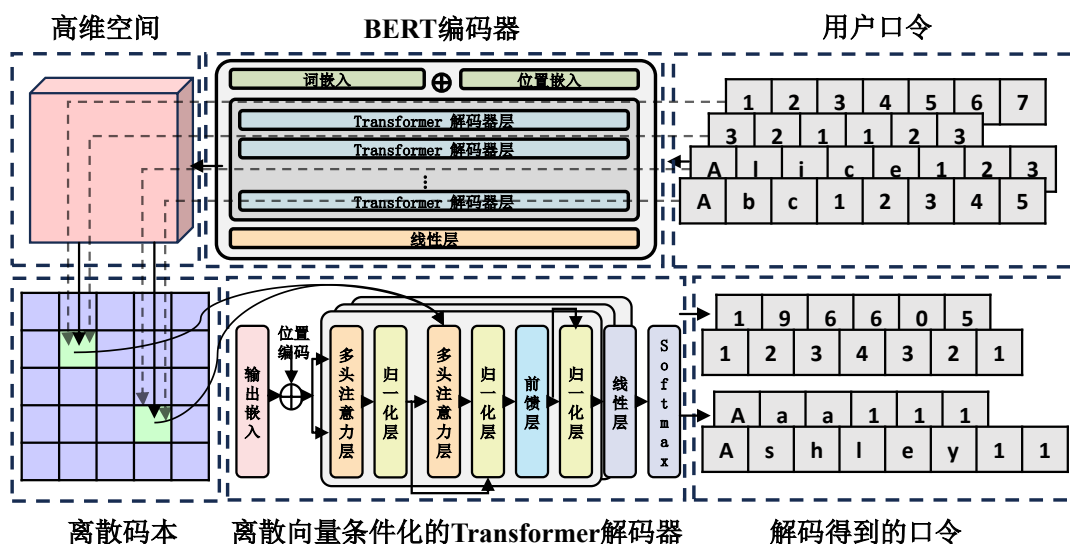 高维空间
BERT编码器
用户口令
词嵌入
⊕
位置嵌入
Transformer 解码器层
Transformer 解码器层
⋮
Transformer 解码器层
线性层
1 2 3 4 5 6 7
3 2 1 1 2 3
A l i c e 1 2 3
A b c 1 2 3 4 5
输出嵌入
位置
编码
多头注意力层
归一化层
多头注意力层
归一化层
前馈层
归一化层
线性层
Softmax
1 9 6 6 0 5
1 2 3 4 3 2 1
A a a 1 1 1
A s h l e y 1 1
离散码本
离散向量条件化的Transformer解码器
解码得到的口令